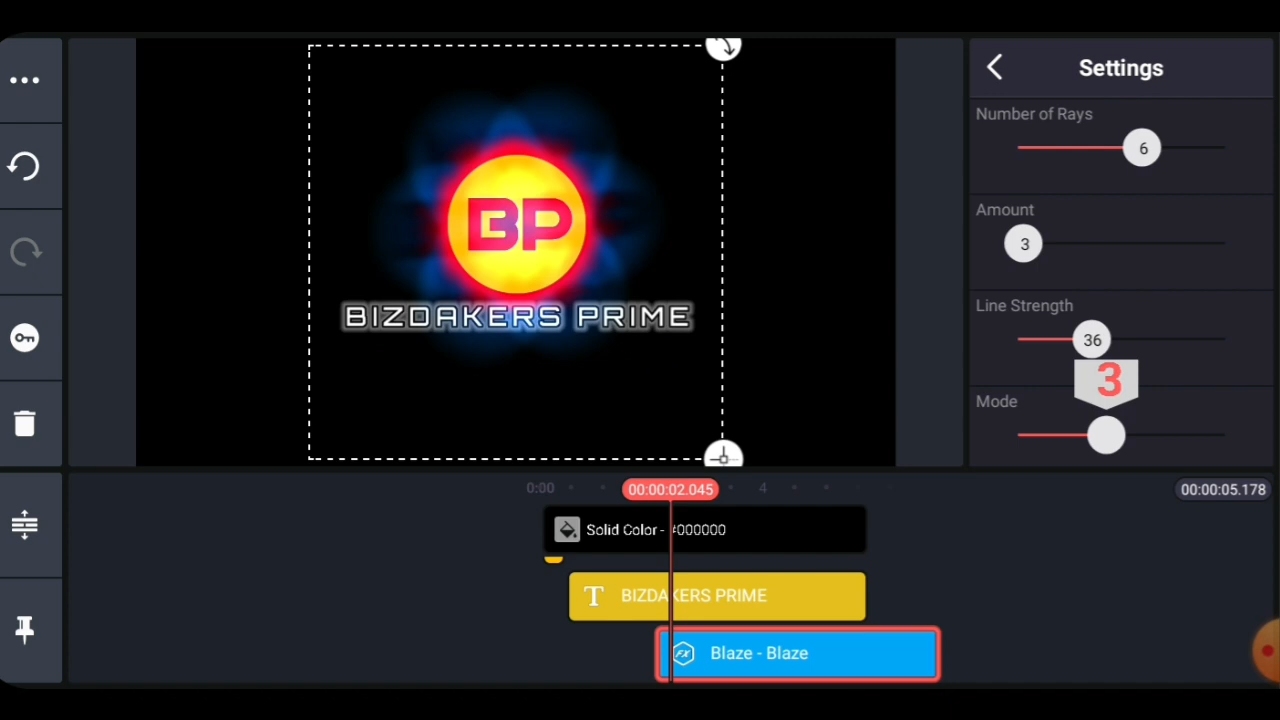 Settings
Number of Rays
6
Amount
3
Line Strength
36
3
Mode
BP
BIZDAKERS PRIME
0:00
00:00:02.045
4
00:00:05.178
Solid Color - #000000
T BIZDAKERS PRIME
FX Blaze - Blaze